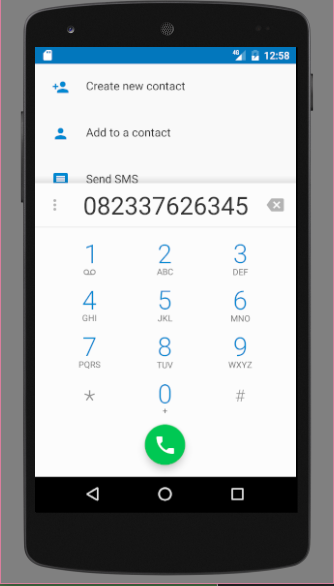 4G 12:58
Create new contact
Add to a contact
Send SMS
082337626345
1 2 3
ABC DEF
4 5 6
GHI JKL MNO
7 8 9
PQRS TUV WXYZ
* 0 #
+